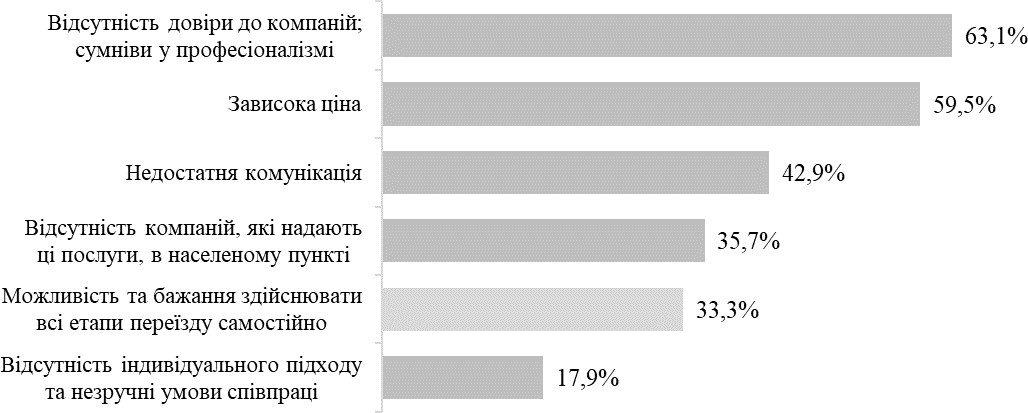 Відсутність довіри до компаній;
сумніви у професіоналізмі
63,1%
Зависока ціна
59,5%
Недостатня комунікація
42,9%
Відсутність компаній, які надають
ці послуги, в населеному пункті
35,7%
Можливість та бажання здійснювати
всі етапи переїзду самостійно
33,3%
Відсутність індивідуального підходу
та незручні умови співпраці
17,9%